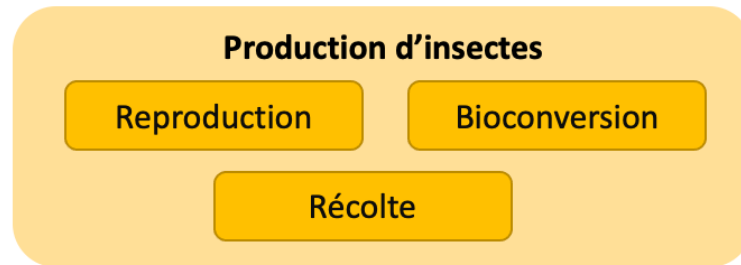 Production d’insectes
Reproduction
Bioconversion
Récolte